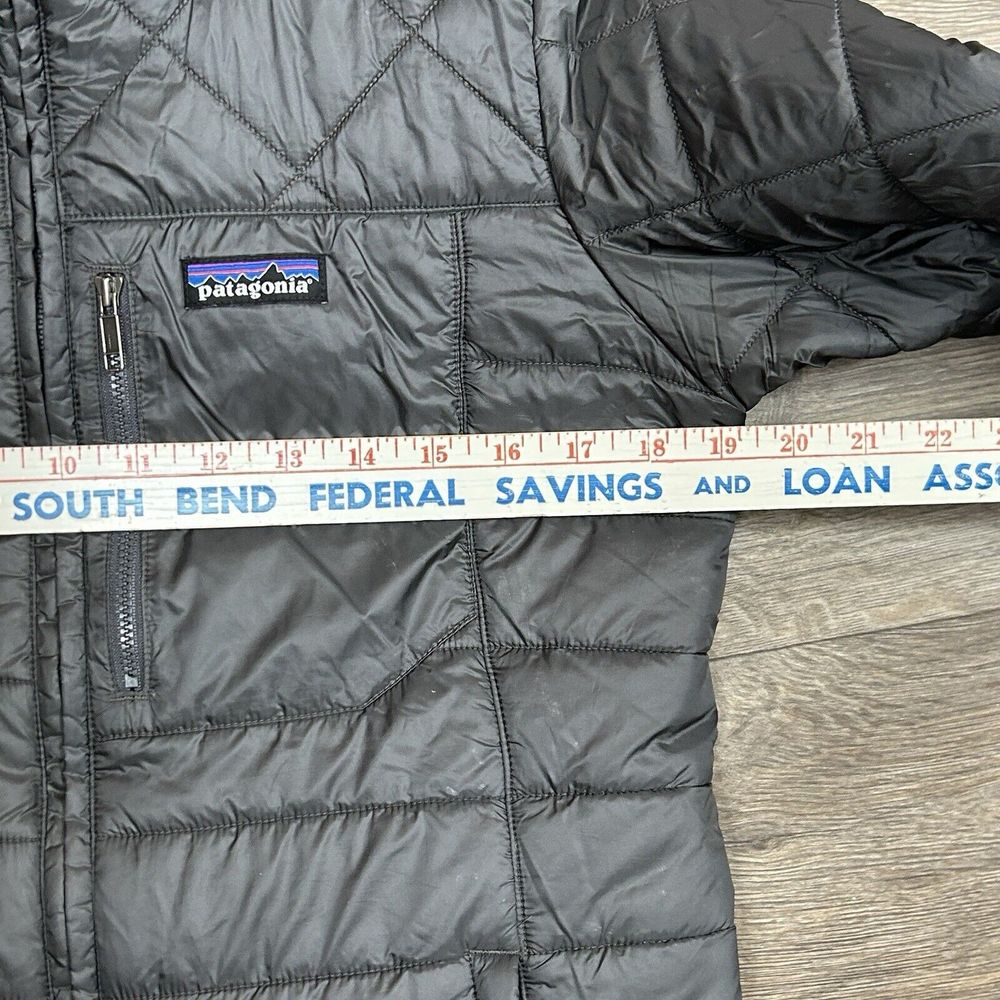 patagonia®
10 11 12 13 14 15 16 17 18 19 20 21 22
SOUTH BEND FEDERAL SAVINGS AND LOAN ASS